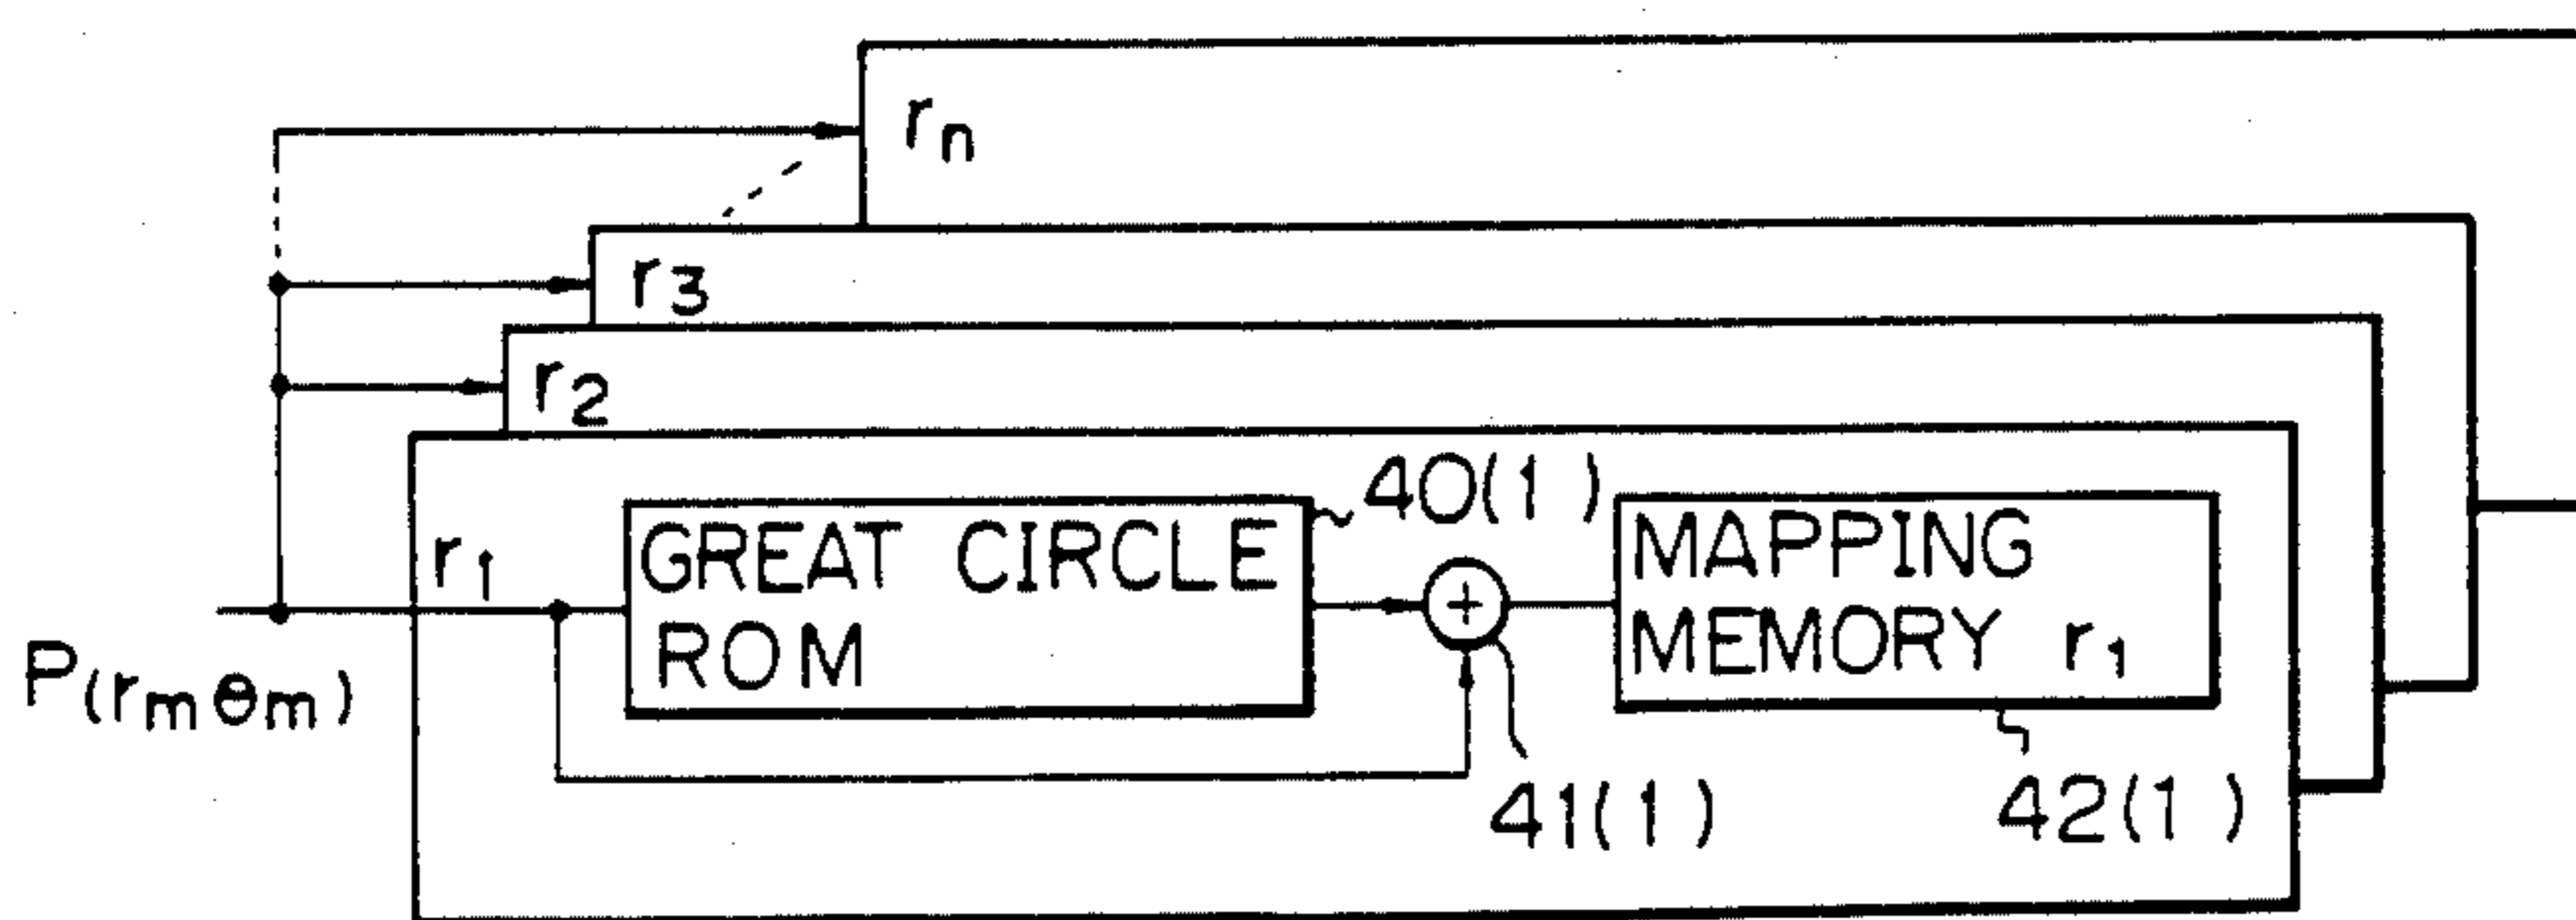 rn
r3
r2
40(1)
r1
GREAT CIRCLE
ROM
+
MAPPING
MEMORY r1
P(rmθm)
41(1)
42(1)